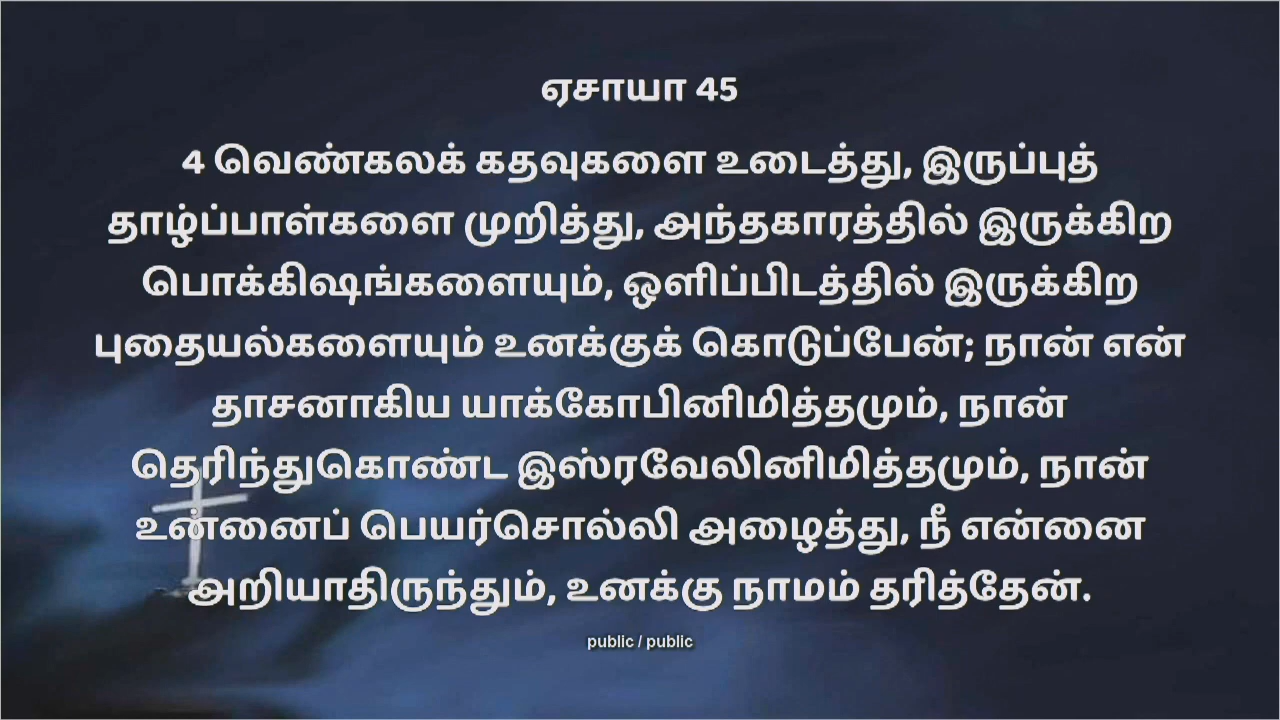 ஏசாயா 45
4 வெண்கலக் கதவுகளை உடைத்து, இருப்புத்
தாழ்ப்பாள்களை முறித்து, அந்தகாரத்தில் இருக்கிற
பொக்கிஷங்களையும், ஒளிப்பிடத்தில் இருக்கிற
புதையல்களையும் உனக்குக் கொடுப்பேன்; நான் என்
தாசனாகிய யாக்கோபினிமித்தமும், நான்
தெரிந்துகொண்ட இஸ்ரவேலினிமித்தமும், நான்
உன்னைப் பெயர்சொல்லி அழைத்து, நீ என்னை
அறியாதிருந்தும், உனக்கு நாமம் தரித்தேன்.
public / public